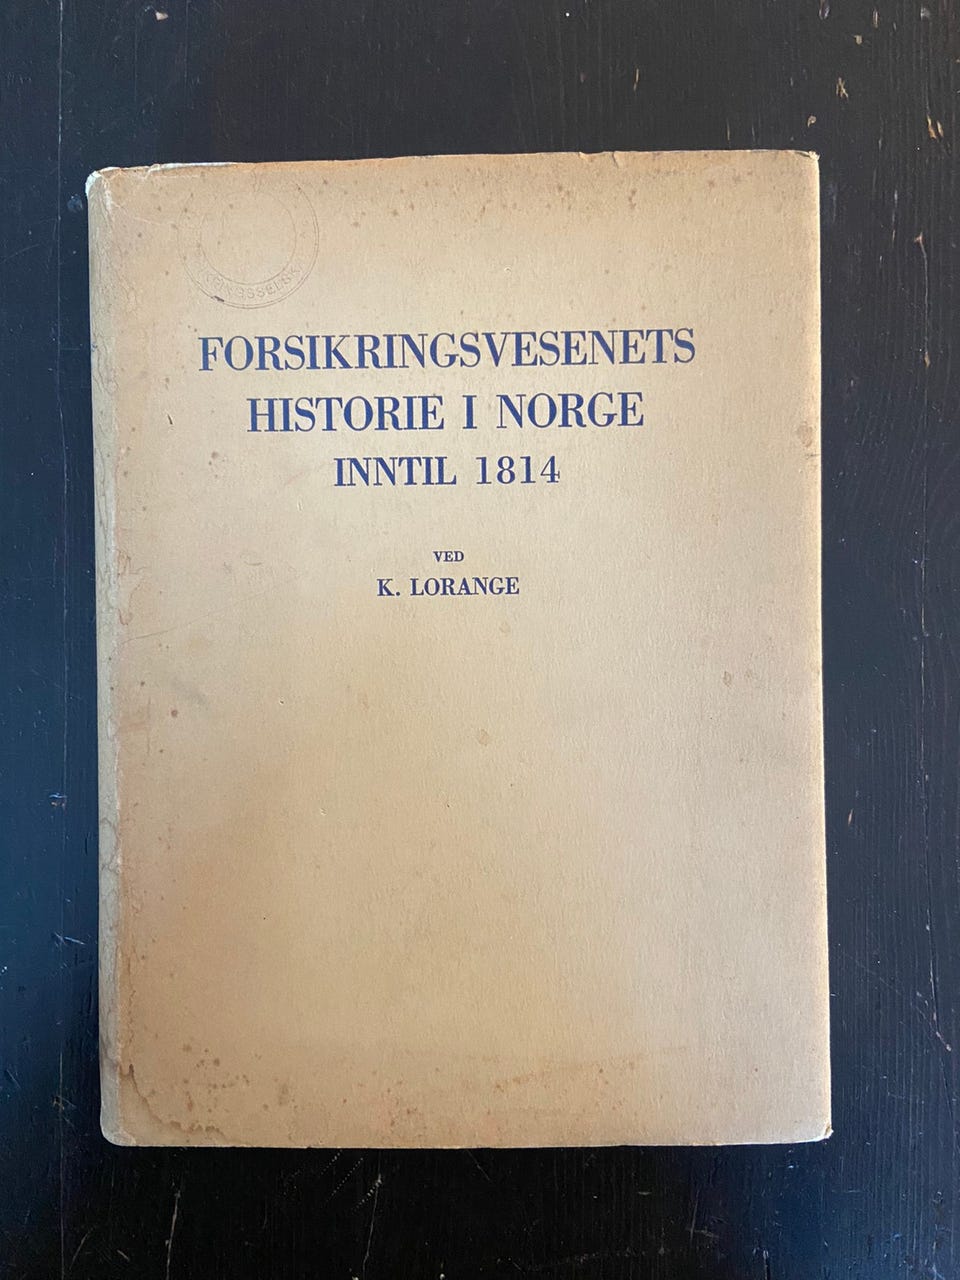 FORSIKRINGSVESENETS
HISTORIE I NORGE
INNTIL 1814
VED
K. LORANGE